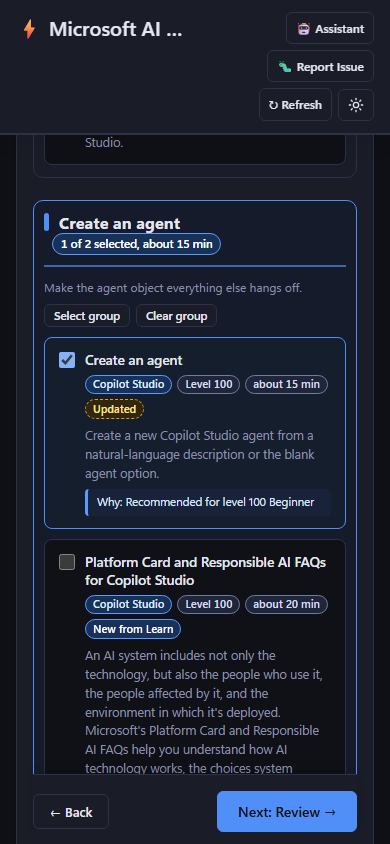 Microsoft AI ...
Assistant
Report Issue
↻ Refresh
Studio.
Create an agent
1 of 2 selected, about 15 min
Make the agent object everything else hangs off.
Select group
Clear group
Create an agent
Copilot Studio
Level 100
about 15 min
Updated
Create a new Copilot Studio agent from a
natural-language description or the blank
agent option.
Why: Recommended for level 100 Beginner
Platform Card and Responsible AI FAQs
for Copilot Studio
Copilot Studio
Level 100
about 20 min
New from Learn
An AI system includes not only the
technology, but also the people who use it,
the people affected by it, and the
environment in which it's deployed.
Microsoft's Platform Card and Responsible
AI FAQs help you understand how AI
technology works, the choices system
← Back
Next: Review →